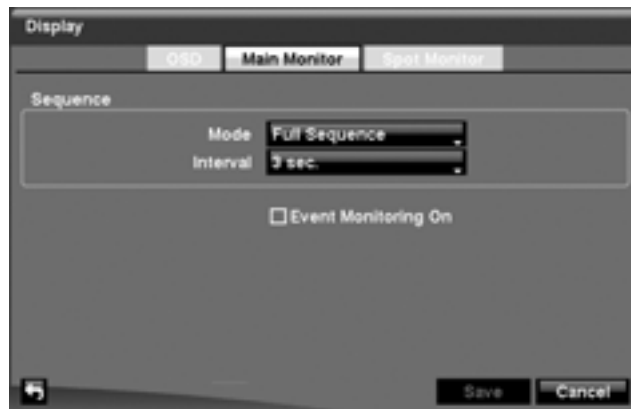 Display
OSD Main Monitor Spot Monitor
Sequence
Mode Full Sequence
Interval 3 sec.
Event Monitoring On
Save Cancel